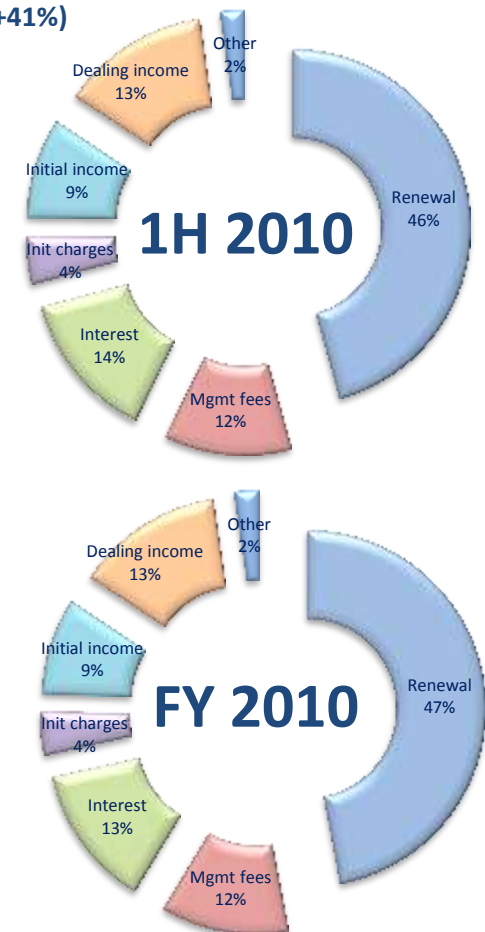 +41%)
Other
2%
Dealing income
13%
Renewal
46%
Initial income
9%
1H 2010
Init charges
4%
Interest
14%
Mgmt fees
12%
Other
2%
Dealing income
13%
Initial income
9%
Renewal
47%
FY 2010
Init charges
4%
Interest
13%
Mgmt fees
12%